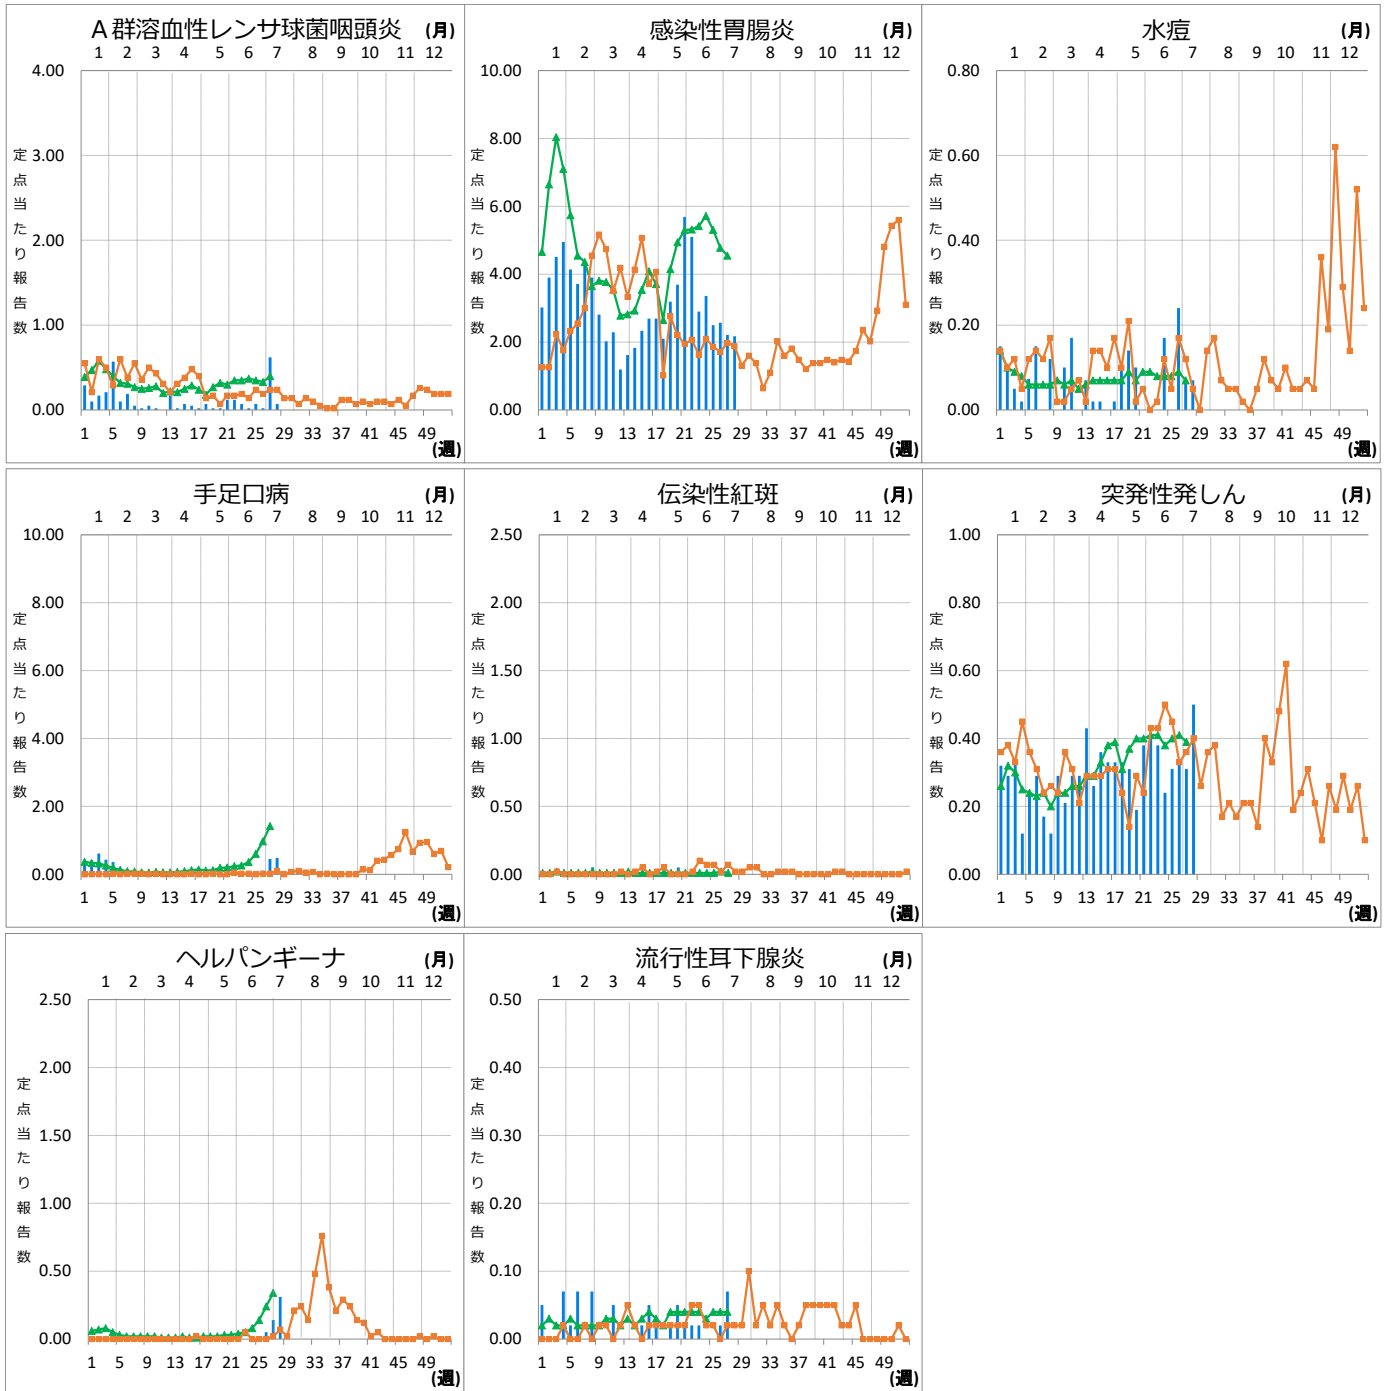 A群溶血性レンサ球菌咽頭炎 (月)
1 2 3 4 5 6 7 8 9 10 11 12
4.00
3.00
2.00
1.00
0.00
定点当たり報告数
1 5 9 13 17 21 25 29 33 37 41 45 49
(週)
感染性胃腸炎 (月)
1 2 3 4 5 6 7 8 9 10 11 12
10.00
8.00
6.00
4.00
2.00
0.00
定点当たり報告数
1 5 9 13 17 21 25 29 33 37 41 45 49
(週)
水痘 (月)
1 2 3 4 5 6 7 8 9 10 11 12
0.80
0.60
0.40
0.20
0.00
定点当たり報告数
1 5 9 13 17 21 25 29 33 37 41 45 49
(週)
手足口病 (月)
1 2 3 4 5 6 7 8 9 10 11 12
10.00
8.00
6.00
4.00
2.00
0.00
定点当たり報告数
1 5 9 13 17 21 25 29 33 37 41 45 49
(週)
伝染性紅斑 (月)
1 2 3 4 5 6 7 8 9 10 11 12
2.50
2.00
1.50
1.00
0.50
0.00
定点当たり報告数
1 5 9 13 17 21 25 29 33 37 41 45 49
(週)
突発性発しん (月)
1 2 3 4 5 6 7 8 9 10 11 12
1.00
0.80
0.60
0.40
0.20
0.00
定点当たり報告数
1 5 9 13 17 21 25 29 33 37 41 45 49
(週)
ヘルパンギーナ (月)
1 2 3 4 5 6 7 8 9 10 11 12
2.50
2.00
1.50
1.00
0.50
0.00
定点当たり報告数
1 5 9 13 17 21 25 29 33 37 41 45 49
(週)
流行性耳下腺炎 (月)
1 2 3 4 5 6 7 8 9 10 11 12
0.50
0.40
0.30
0.20
0.10
0.00
定点当たり報告数
1 5 9 13 17 21 25 29 33 37 41 45 49
(週)